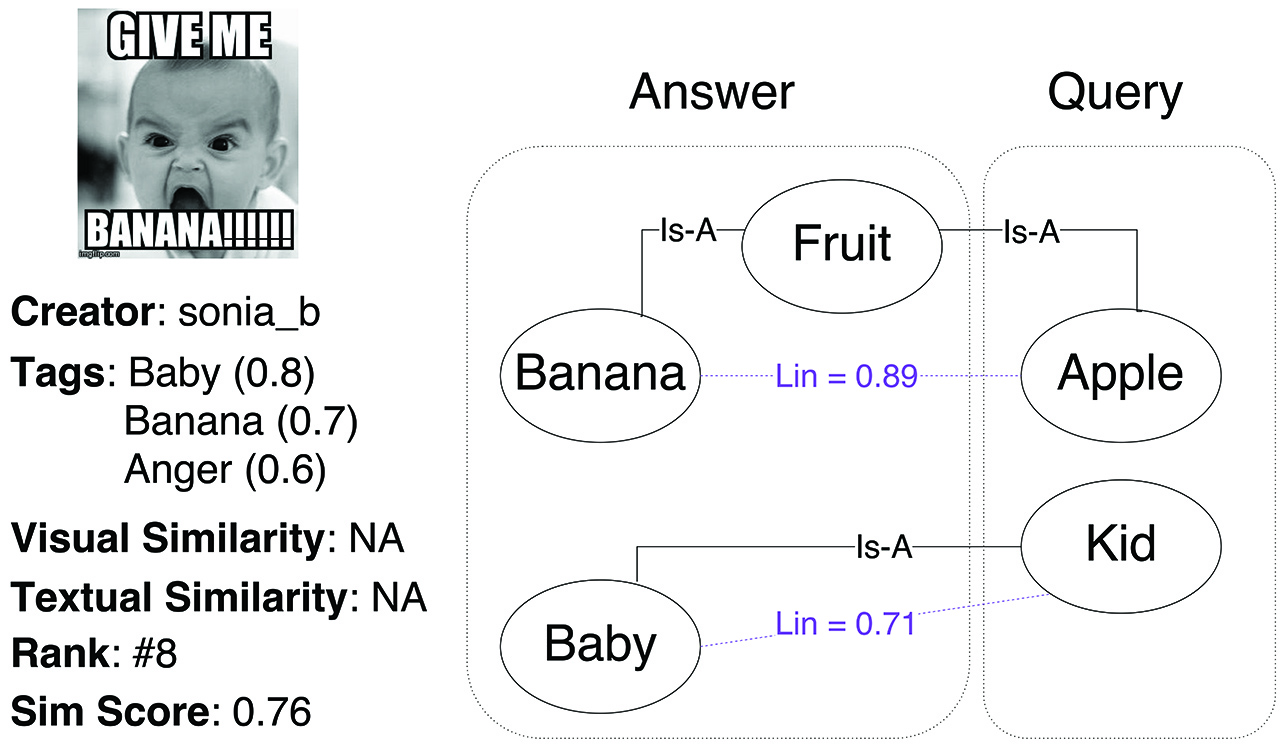 GIVE ME
BANANA!!!!!!
imgflip.com
Creator: sonia_b
Tags: Baby (0.8)
Banana (0.7)
Anger (0.6)
Visual Similarity: NA
Textual Similarity: NA
Rank: #8
Sim Score: 0.76
Answer
Query
Is-A
Fruit
Is-A
Banana
Lin = 0.89
Apple
Is-A
Kid
Baby
Lin = 0.71